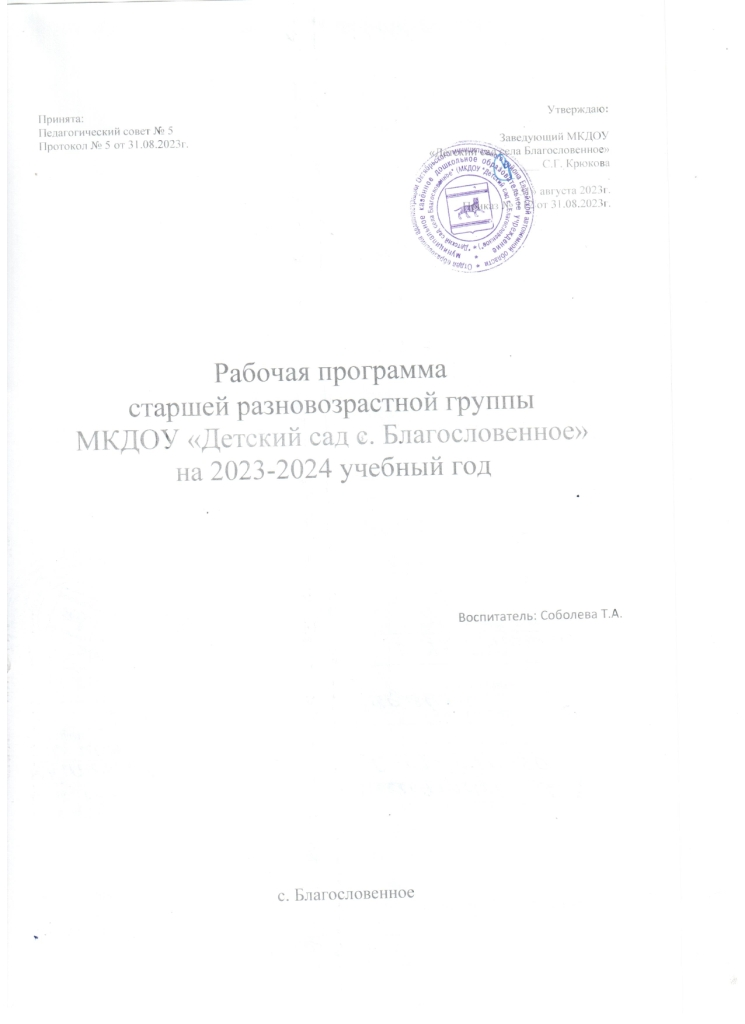 Принята:
Педагогический совет № 5
Протокол № 5 от 31.08.2023г.
Утверждаю:
Заведующий МКДОУ
села Благословенное»
С.Г. Крюкова
августа 2023г.
от 31.08.2023г.
Рабочая программа
старшей разновозрастной группы
МКДОУ «Детский сад с. Благословенное»
на 2023-2024 учебный год
Воспитатель: Соболева Т.А.
с. Благословенное